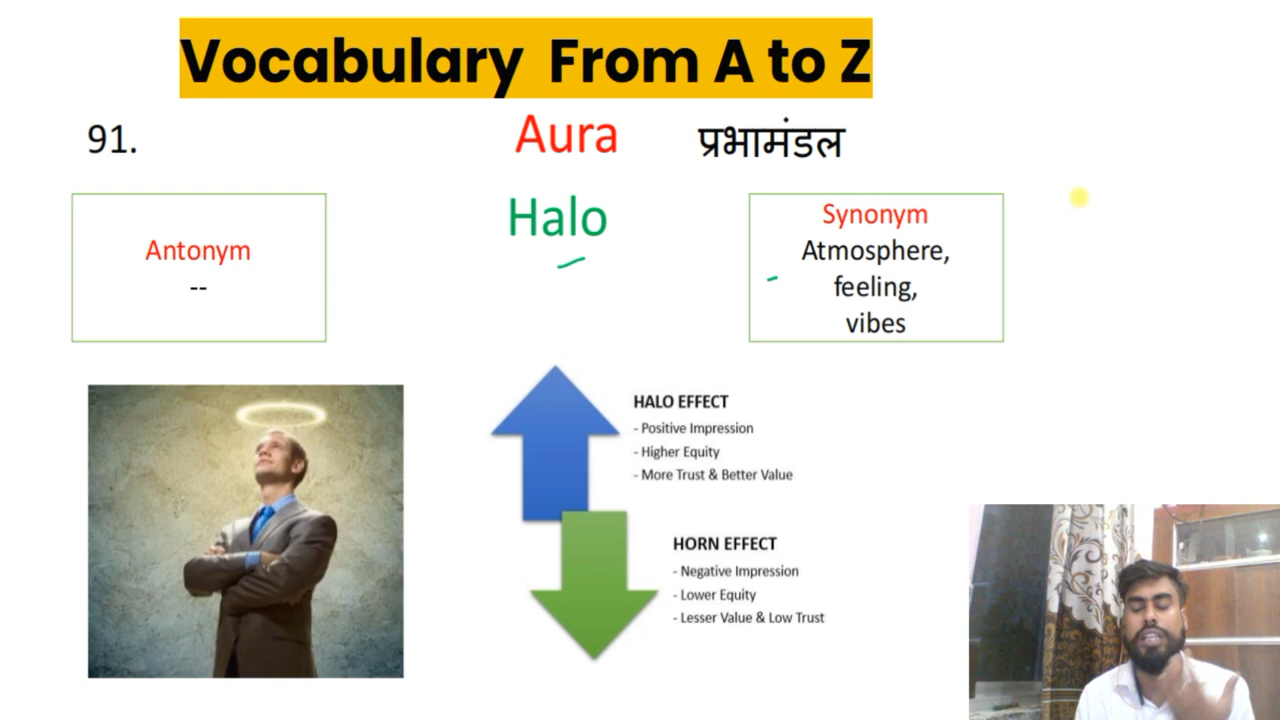 Vocabulary From A to Z
91.
Aura
प्रभामंडल
Halo
Antonym
--
Synonym
Atmosphere,
feeling,
vibes
HALO EFFECT
- Positive Impression
- Higher Equity
- More Trust & Better Value
HORN EFFECT
- Negative Impression
- Lower Equity
- Lesser Value & Low Trust